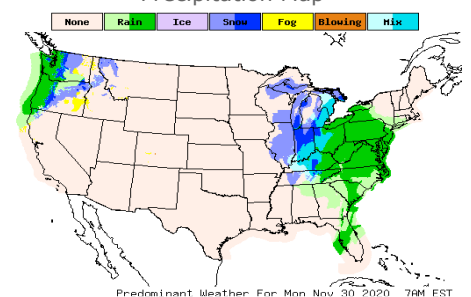 Precipitation Map
None Rain Ice Snow Fog Blowing Mix
Predominant Weather For Mon Nov 30 2020 7AM EST